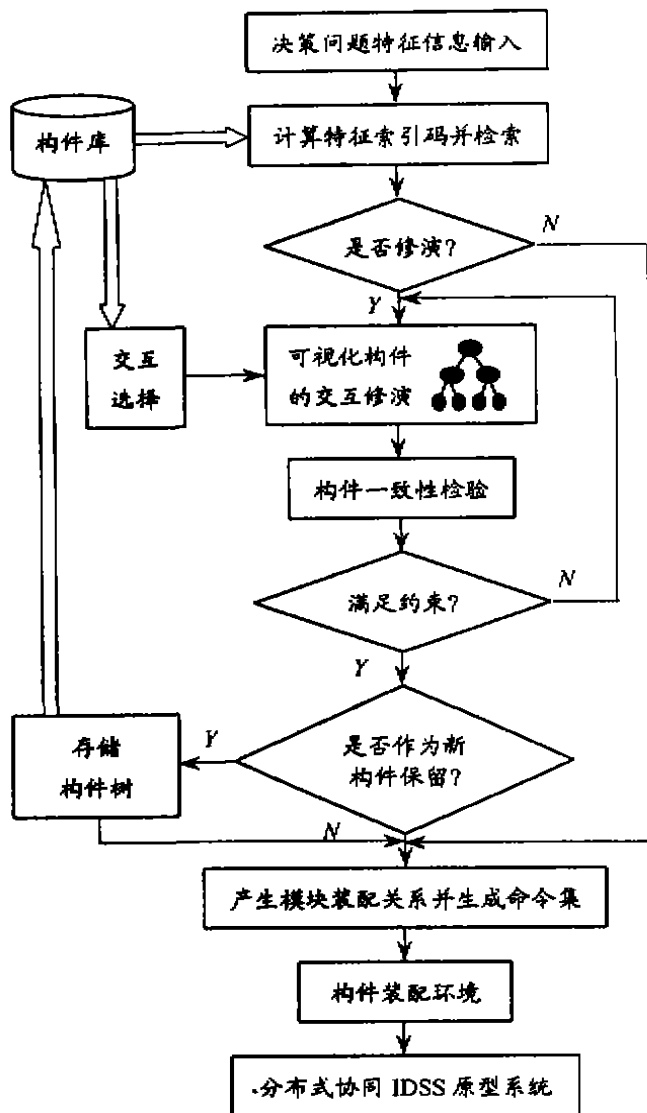 决策问题特征信息输入
构件库
计算特征索引码并检索
是否修演?
N
Y
交互
选择
可视化构件
的交互修演
构件一致性检验
满足约束?
N
Y
存储
构件树
Y
是否作为新
构件保留?
N
产生模块装配关系并生成命令集
构件装配环境
.分布式协同 IDSS 原型系统